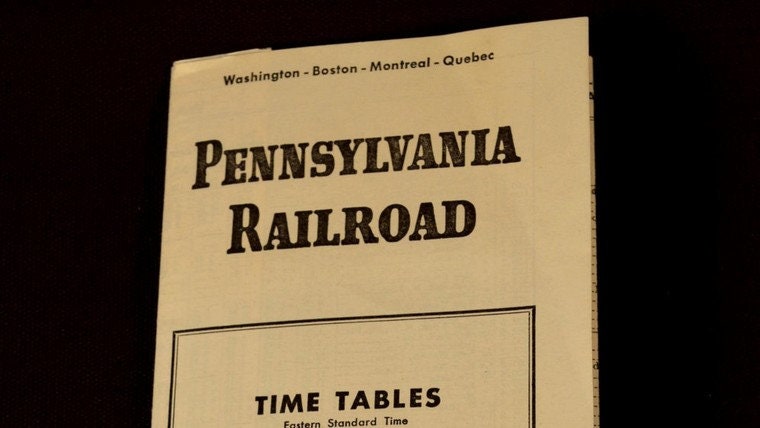 Washington - Boston - Montreal - Quebec
PENNSYLVANIA
RAILROAD
TIME TABLES
Eastern Standard Time